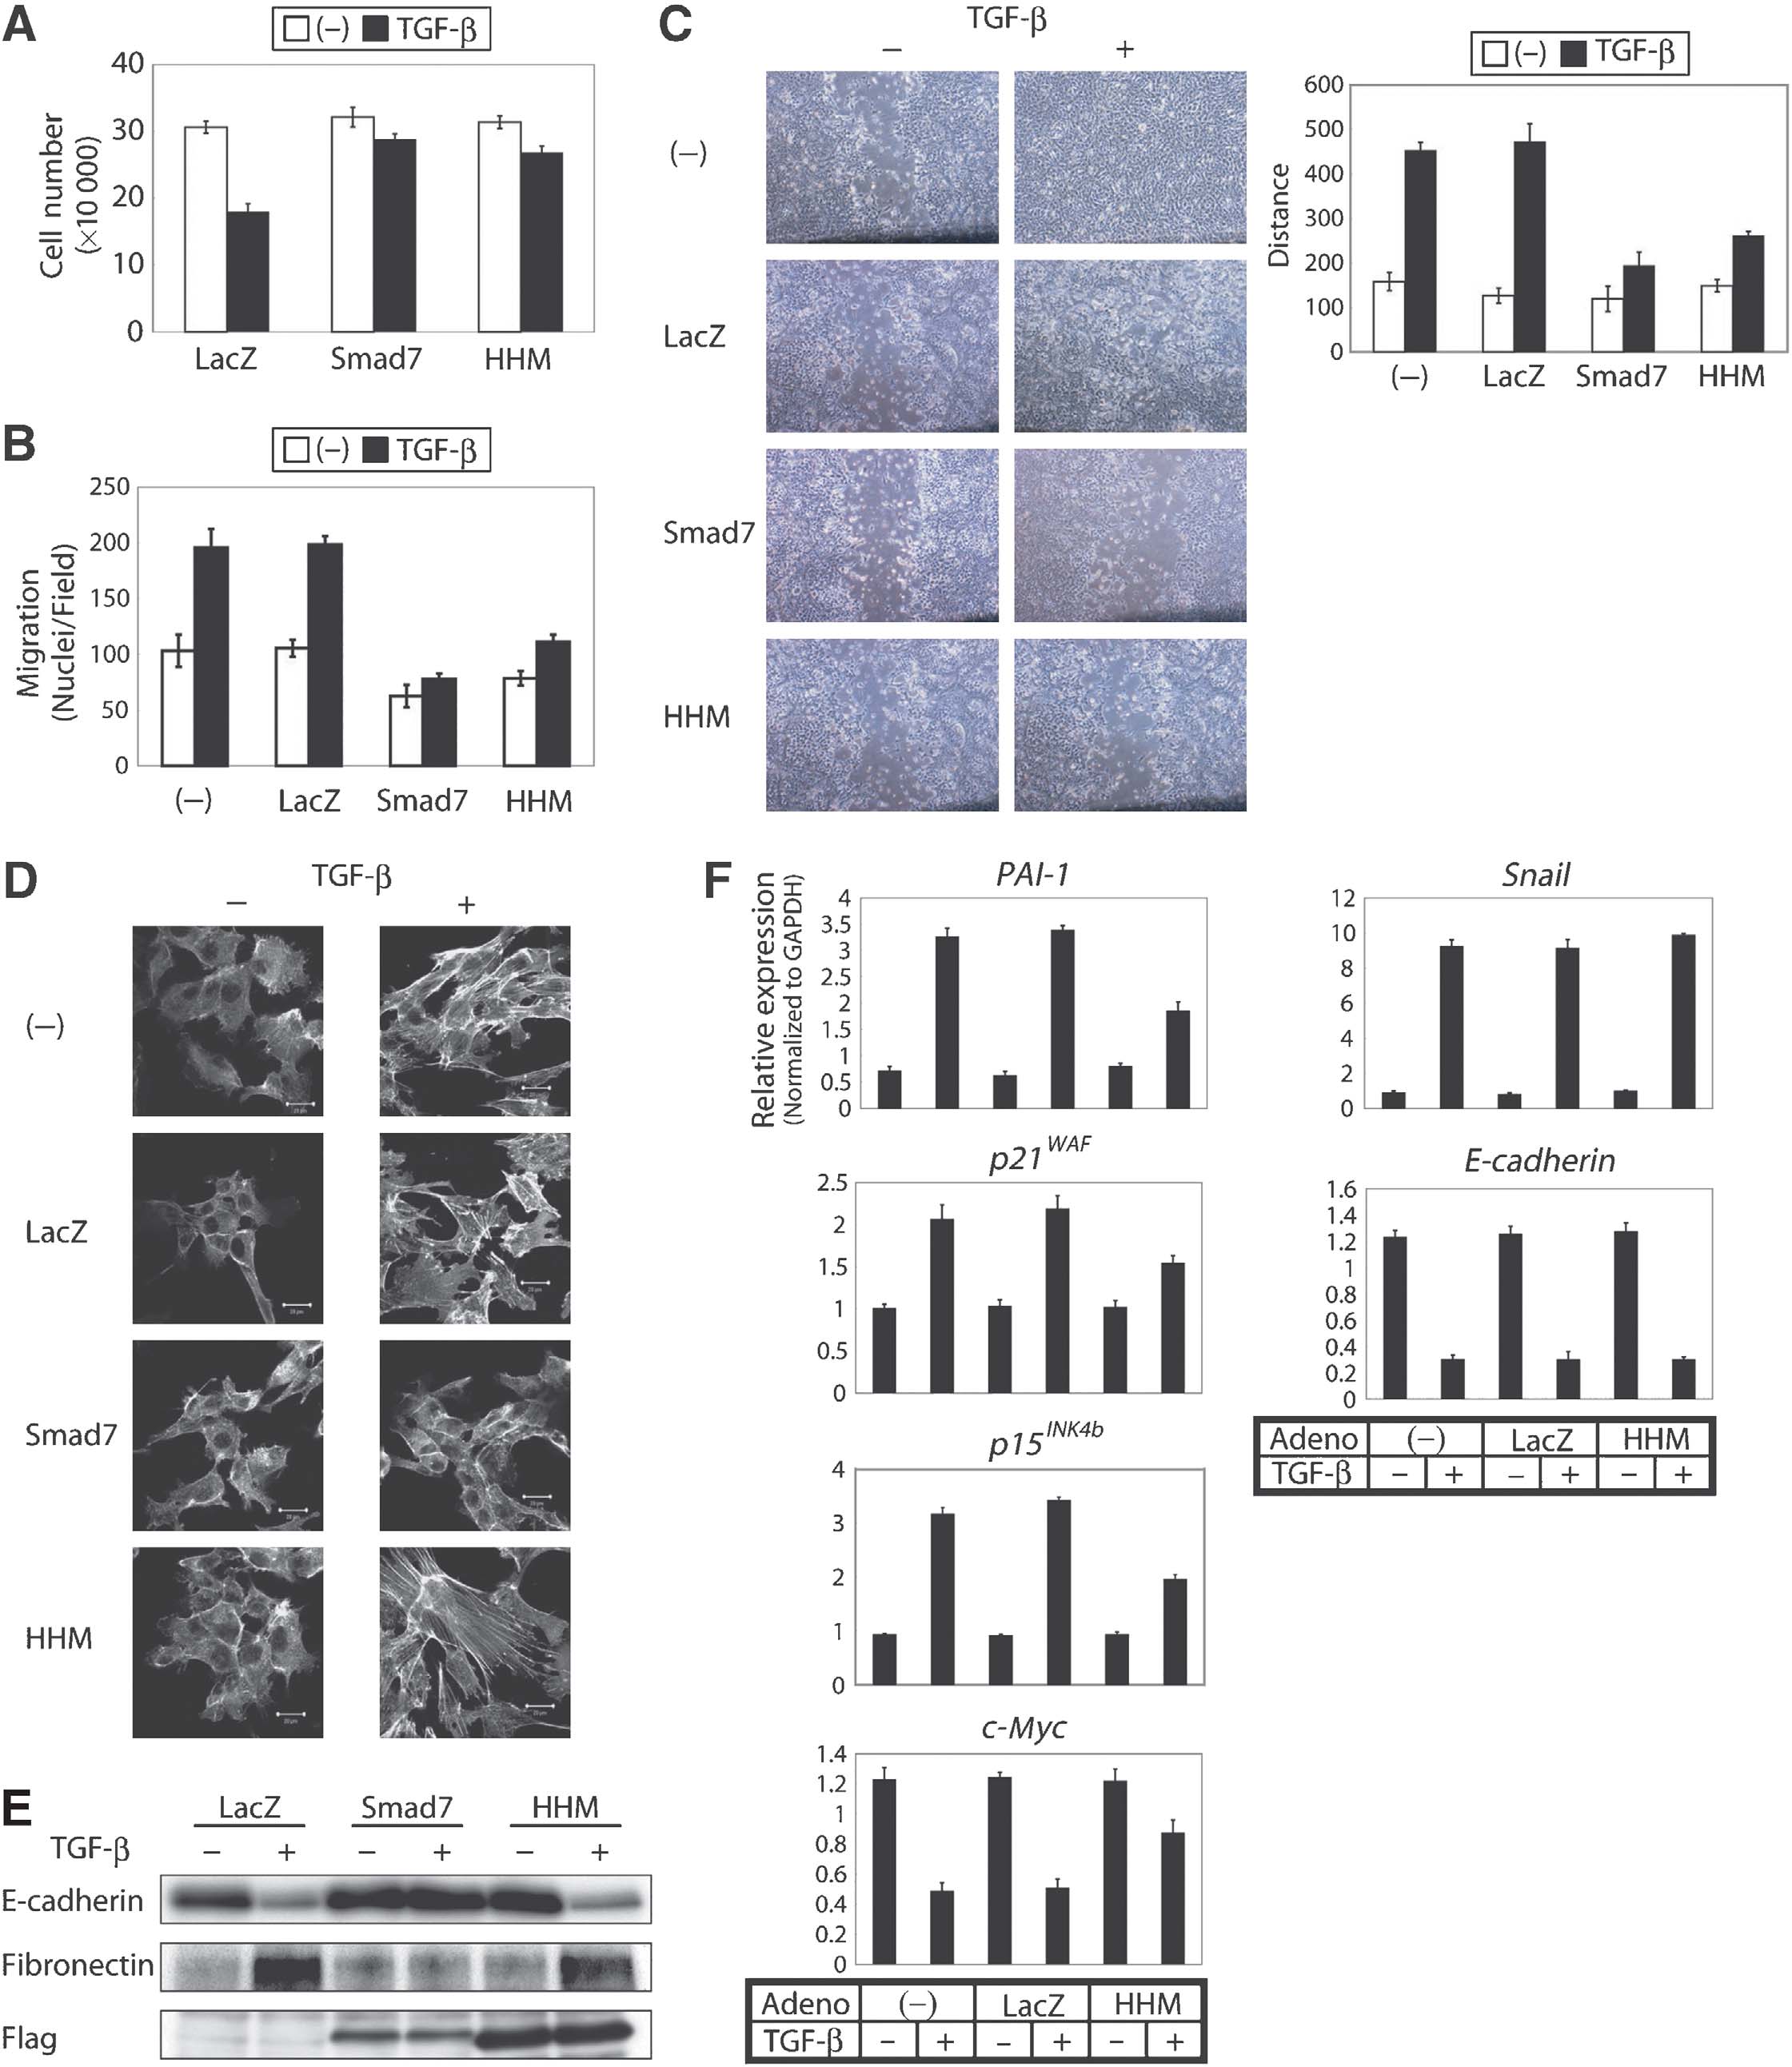 A
(–) TGF-β
Cell number
(×10 000)
40
30
20
10
0
LacZ Smad7 HHM
B
(–) TGF-β
Migration
(Nuclei/Field)
250
200
150
100
50
0
(–) LacZ Smad7 HHM
C
TGF-β
– +
(–)
LacZ
Smad7
HHM
(–) TGF-β
Distance
600
500
400
300
200
100
0
(–) LacZ Smad7 HHM
D
TGF-β
– +
(–)
LacZ
Smad7
HHM
E
LacZ Smad7 HHM
TGF-β – + – + – +
E-cadherin
Fibronectin
Flag
F
Relative expression
(Normalized to GAPDH)
PAI-1
4
3.5
3
2.5
2
1.5
1
0.5
0
Snail
12
10
8
6
4
2
0
p21 WAF
2.5
2
1.5
1
0.5
0
E-cadherin
1.6
1.4
1.2
1
0.8
0.6
0.4
0.2
0
Adeno (–) LacZ HHM
TGF-β – + – + – +
p15 INK4b
4
3
2
1
0
c-Myc
1.4
1.2
1
0.8
0.6
0.4
0.2
0
Adeno (–) LacZ HHM
TGF-β – + – + – +